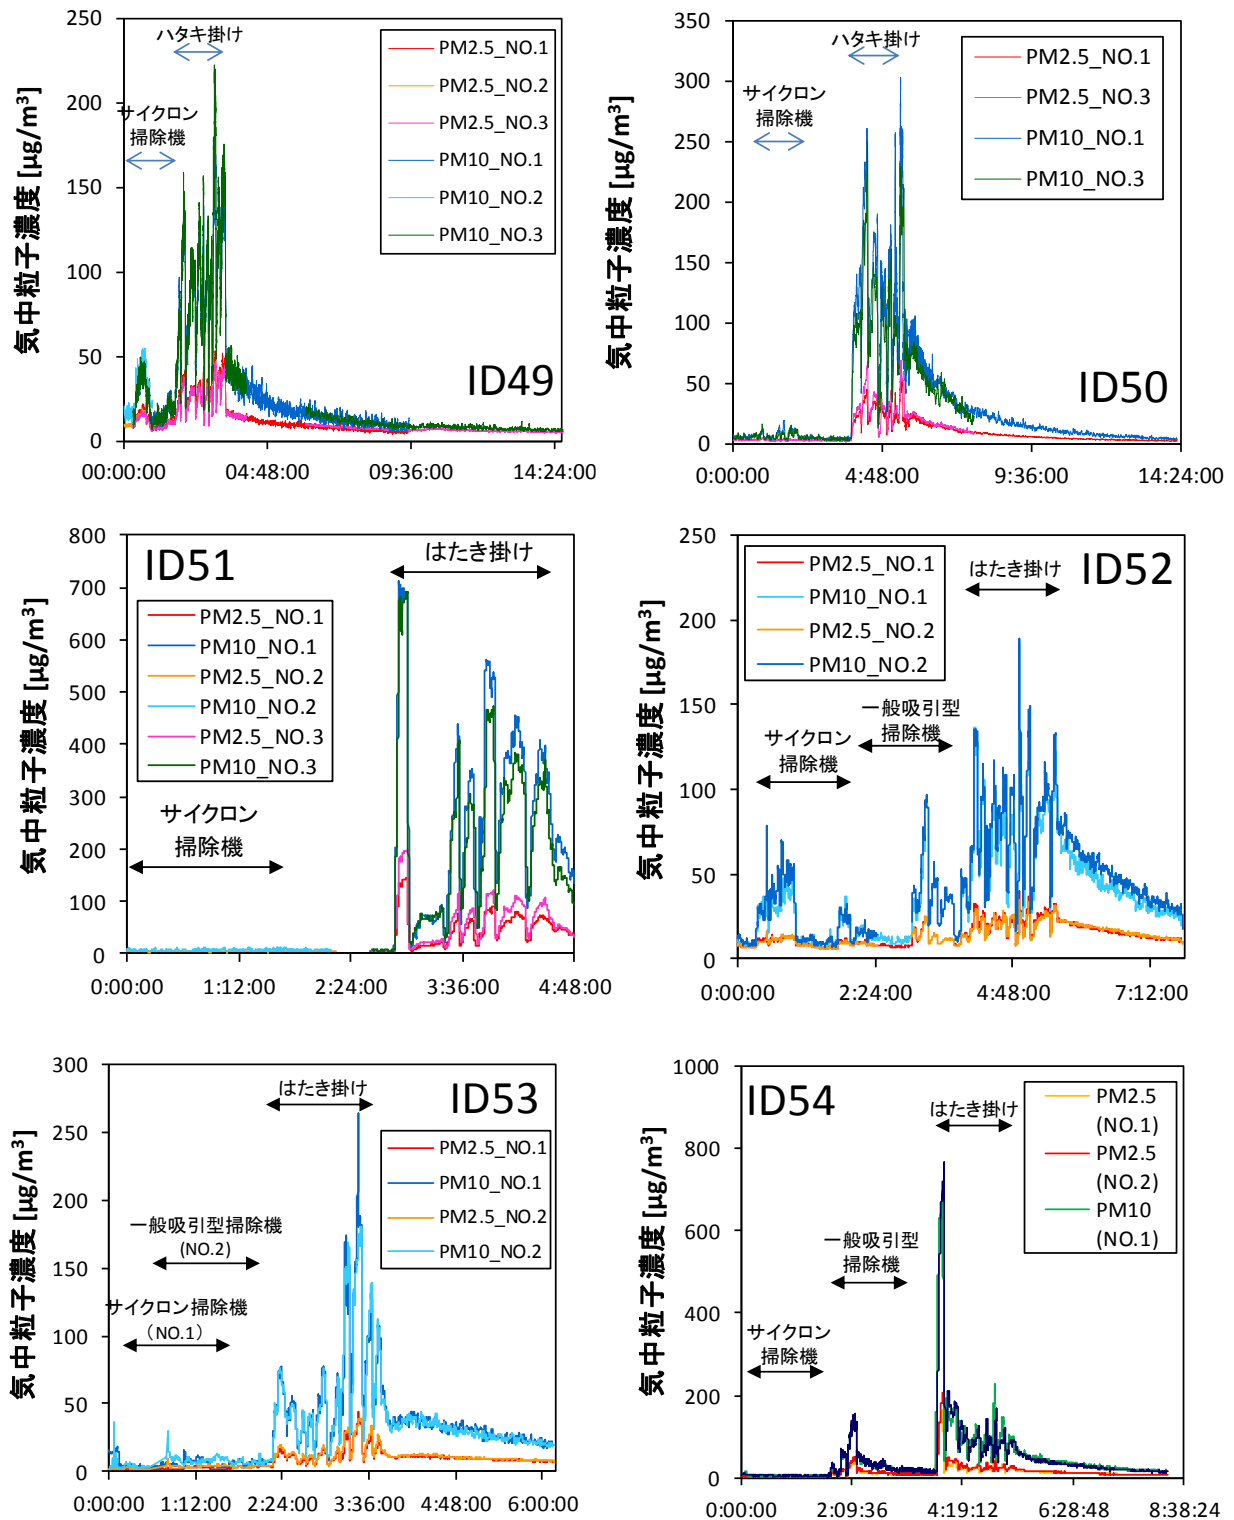 気中粒子濃度 [µg/m³]
250
200
150
100
50
0
00:00:00
04:48:00
09:36:00
14:24:00
ハタキ掛け
サイクロン
掃除機
PM2.5_NO.1
PM2.5_NO.2
PM2.5_NO.3
PM10_NO.1
PM10_NO.2
PM10_NO.3
ID49
気中粒子濃度 [µg/m³]
350
300
250
200
150
100
50
0
0:00:00
4:48:00
9:36:00
14:24:00
ハタキ掛け
サイクロン
掃除機
PM2.5_NO.1
PM2.5_NO.3
PM10_NO.1
PM10_NO.3
ID50
気中粒子濃度 [µg/m³]
800
700
600
500
400
300
200
100
0
0:00:00
1:12:00
2:24:00
3:36:00
4:48:00
ID51
はたき掛け
PM2.5_NO.1
PM10_NO.1
PM2.5_NO.2
PM10_NO.2
PM2.5_NO.3
PM10_NO.3
サイクロン
掃除機
気中粒子濃度 [µg/m³]
250
200
150
100
50
0
0:00:00
2:24:00
4:48:00
7:12:00
PM2.5_NO.1
PM10_NO.1
PM2.5_NO.2
PM10_NO.2
はたき掛け
ID52
一般吸引型
掃除機
サイクロン
掃除機
気中粒子濃度 [µg/m³]
300
250
200
150
100
50
0
0:00:00
1:12:00
2:24:00
3:36:00
4:48:00
6:00:00
はたき掛け
ID53
PM2.5_NO.1
PM10_NO.1
PM2.5_NO.2
PM10_NO.2
一般吸引型掃除機
(NO.2)
サイクロン掃除機
（NO.1）
気中粒子濃度 [µg/m³]
1000
800
600
400
200
0
0:00:00
2:09:36
4:19:12
6:28:48
8:38:24
ID54
はたき掛け
PM2.5
(NO.1)
PM2.5
(NO.2)
PM10
(NO.1)
一般吸引型
掃除機
サイクロン
掃除機